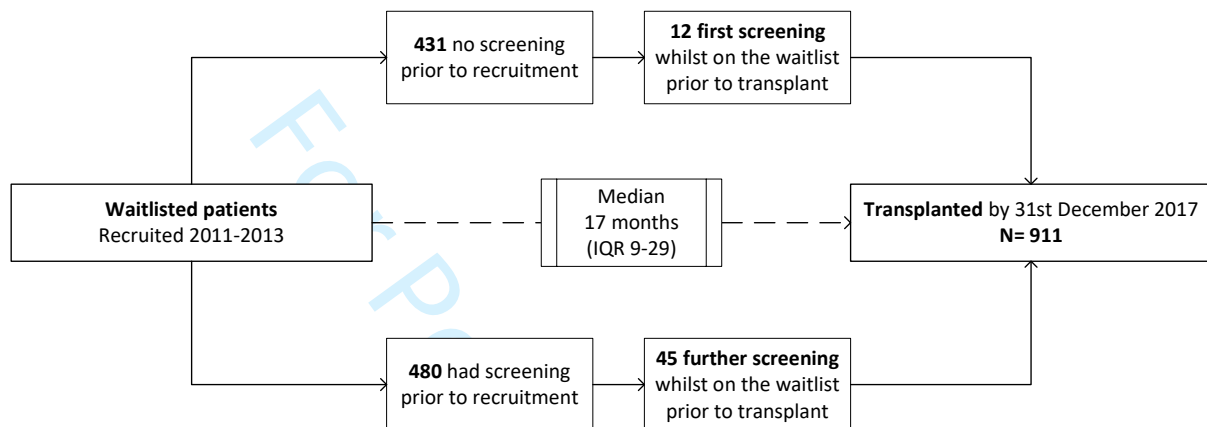 431 no screening
prior to recruitment
12 first screening
whilst on the waitlist
prior to transplant
Waitlisted patients
Recruited 2011-2013
Median
17 months
(IQR 9-29)
Transplanted by 31st December 2017
N= 911
480 had screening
prior to recruitment
45 further screening
whilst on the waitlist
prior to transplant
For